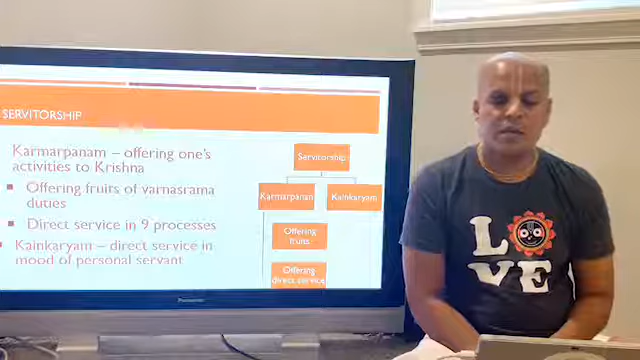 SERVITORSHIP
Karmarpanam – offering one's
activities to Krishna
Offering fruits of varnasrama
duties
Direct service in 9 processes
Kainkaryam – direct service in
mood of personal servant
Servitorship
Karmarpanam
Kainkaryam
Offering
fruits
Offering
direct service
Panasonic
LOVE